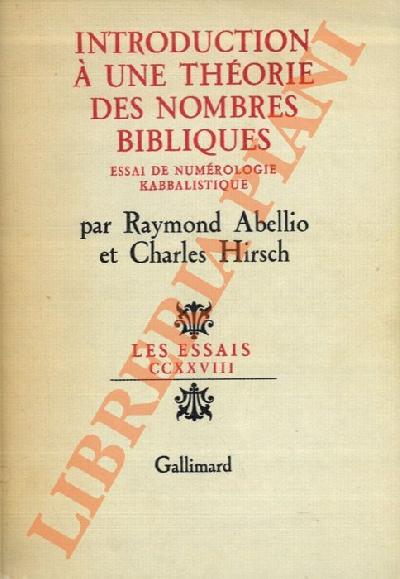 INTRODUCTION
À UNE THÉORIE
DES NOMBRES
BIBLIQUES
ESSAI DE NUMÉROLOGIE
KABBALISTIQUE
par Raymond Abellio
et Charles Hirsch
LES ESSAIS
CCXXVIII
Gallimard
LIBRERIA PIANI